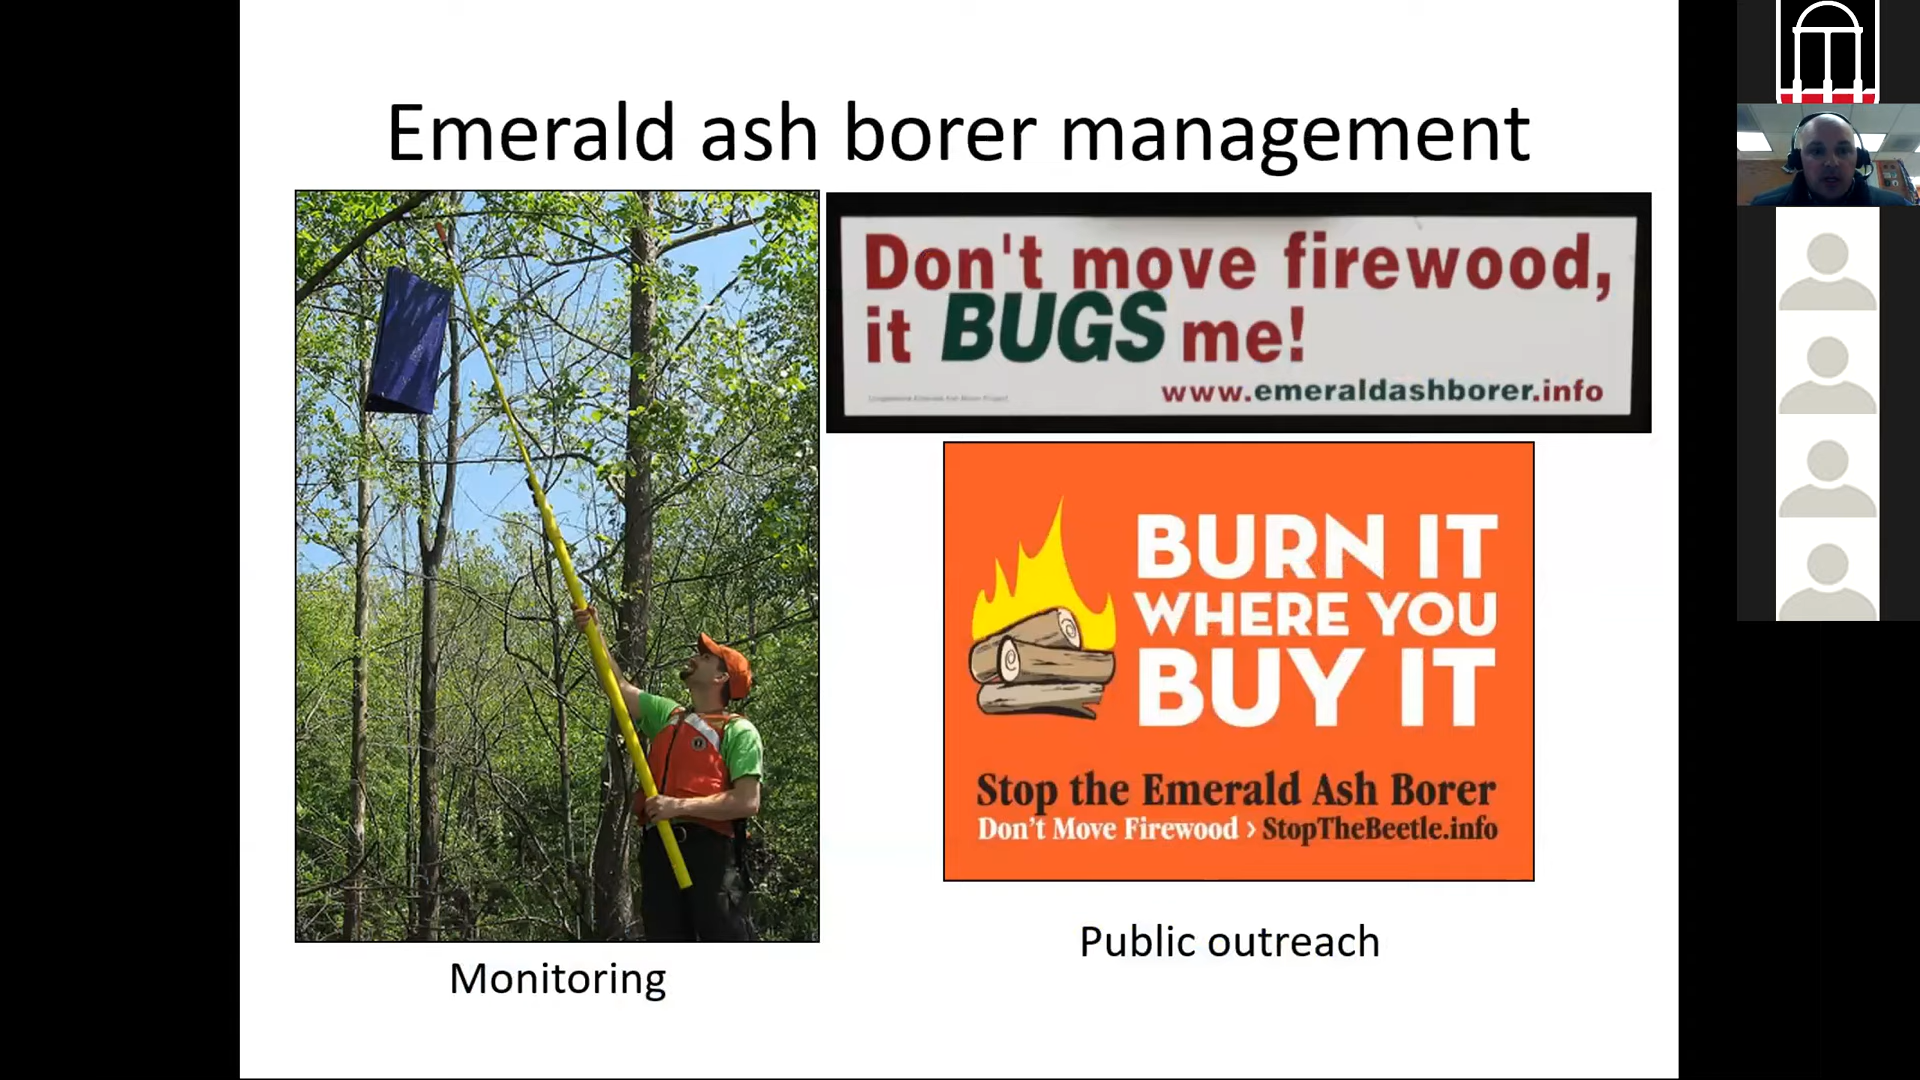 Emerald ash borer management
Don't move firewood,
it BUGS me!
www.emeraldashborer.info
BURN IT
WHERE YOU
BUY IT
Stop the Emerald Ash Borer
Don't Move Firewood > StopTheBeetle.info
Public outreach
Monitoring